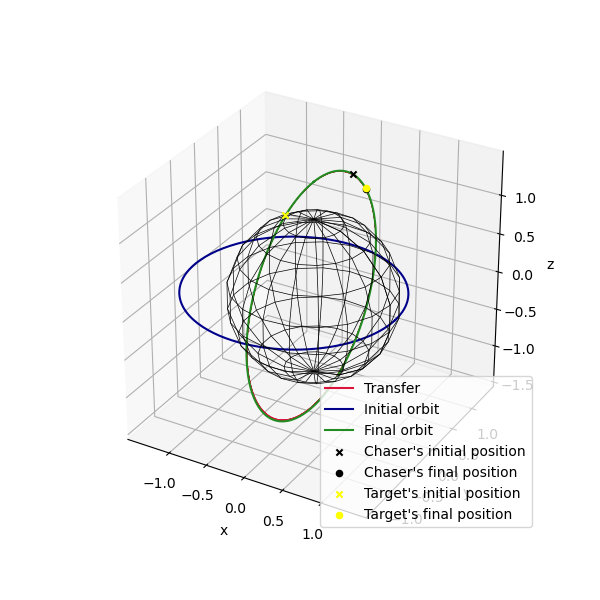 1.0
0.5
0.0
−0.5
−1.0
−1.5
z
−1.0
−0.5
0.0
0.5
1.0
x
1.0
−1.0
Transfer
Initial orbit
Final orbit
Chaser's initial position
Chaser's final position
Target's initial position
Target's final position